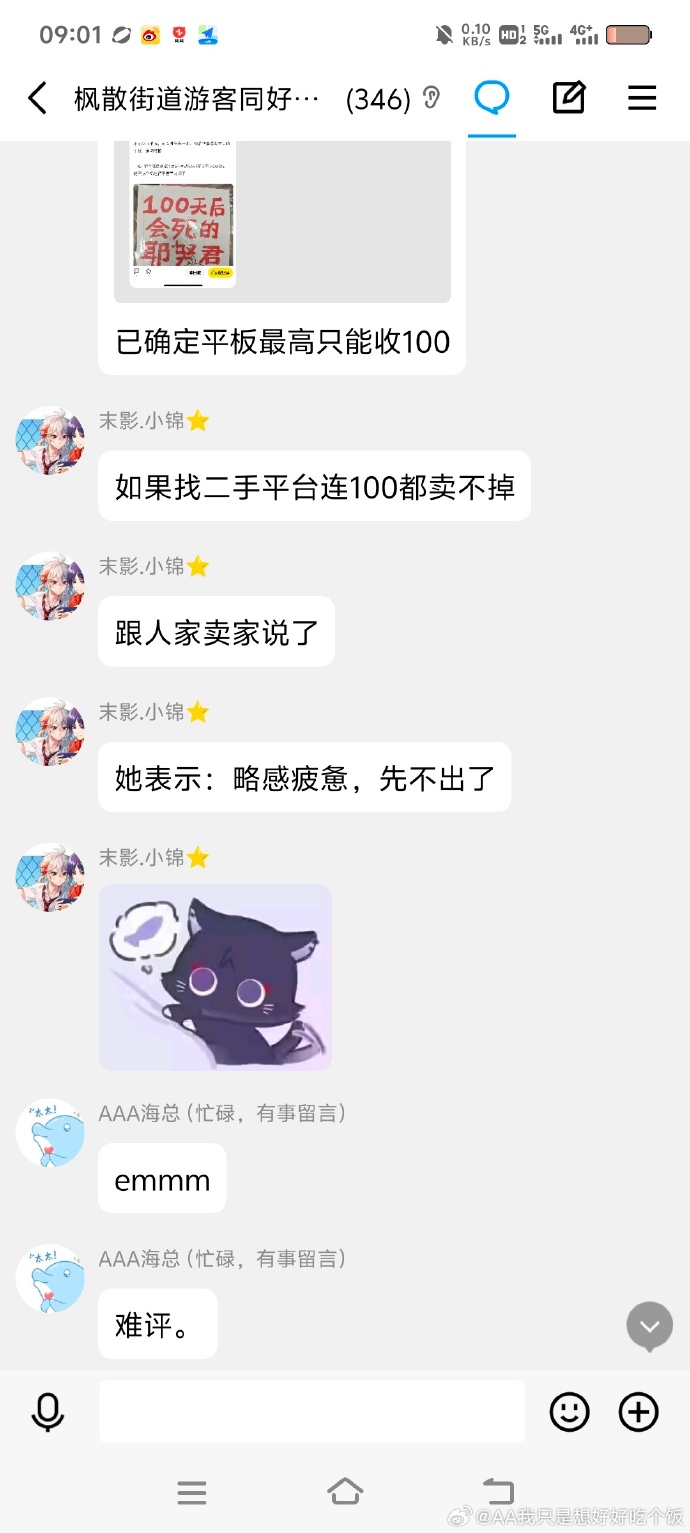 09:01
0.10
KB/s
HD 1
2
5G
4G+
枫散街道游客同好… (346)
100天后
会死的
耶哭君
已确定平板最高只能收100
末影.小锦⭐
如果找二手平台连100都卖不掉
末影.小锦⭐
跟人家卖家说了
末影.小锦⭐
她表示：略感疲惫，先不出了
末影.小锦⭐
AAA海总（忙碌，有事留言）
emmm
AAA海总（忙碌，有事留言）
难评。
@AA我只是想好好吃个饭